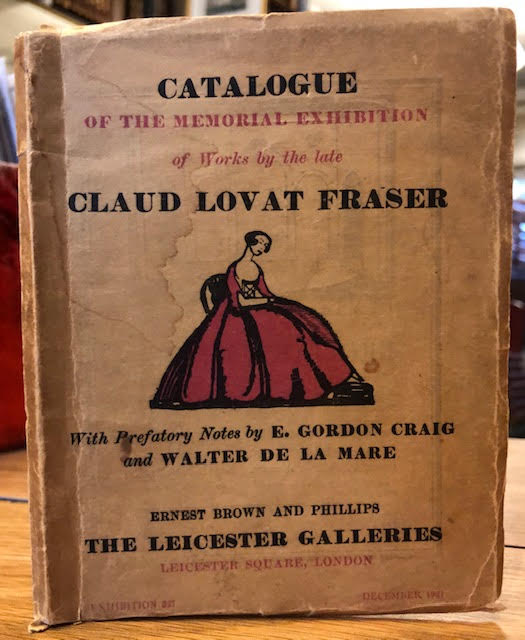 CATALOGUE
OF THE MEMORIAL EXHIBITION
of Works by the late
CLAUD LOVAT FRASER
With Prefatory Notes by E. GORDON CRAIG
and WALTER DE LA MARE
ERNEST BROWN AND PHILLIPS
THE LEICESTER GALLERIES
LEICESTER SQUARE, LONDON
EXHIBITION
DECEMBER, 1921